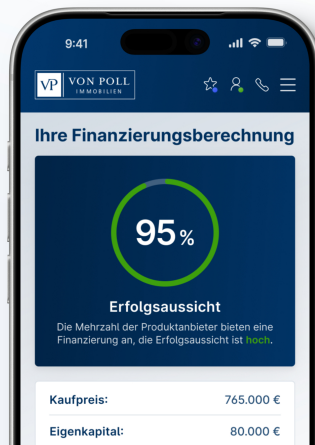 9:41
VP VON POLL
IMMOBILIEN
Ihre Finanzierungsberechnung
95 %
Erfolgsaussicht
Die Mehrzahl der Produktanbieter bieten eine
Finanzierung an, die Erfolgsaussicht ist hoch.
Kaufpreis: 765.000 €
Eigenkapital: 80.000 €